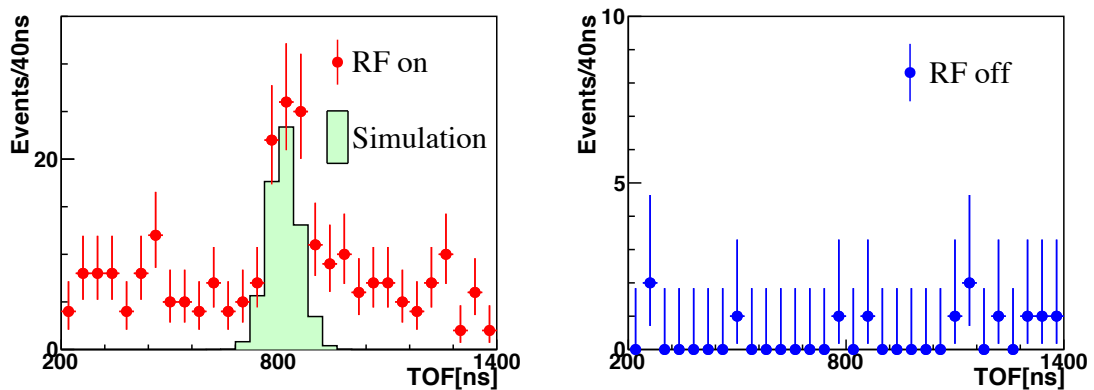 Events/40ns
RF on
Simulation
20
0
200
800
1400
TOF[ns]
Events/40ns
10
RF off
5
0
200
800
1400
TOF[ns]